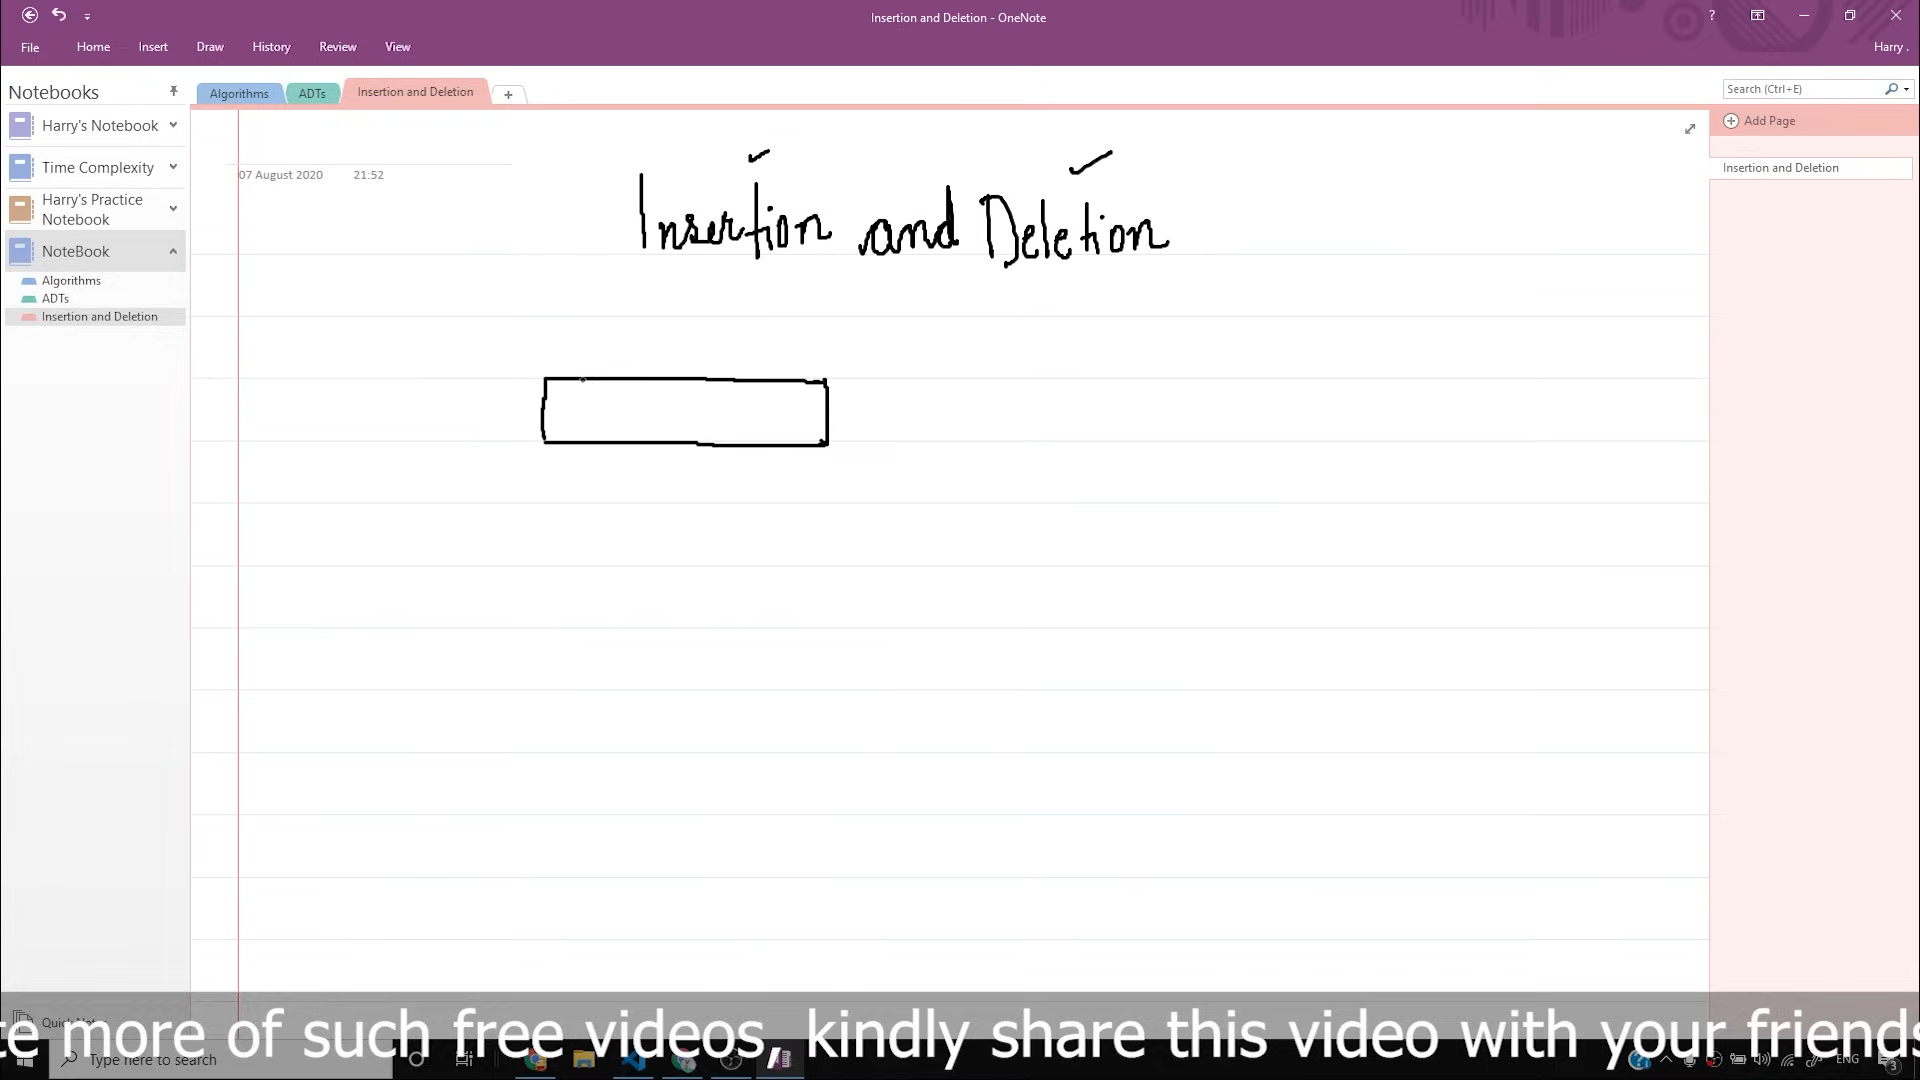 Insertion and Deletion - OneNote
?
File Home Insert Draw History Review View
Harry .
Notebooks
Harry's Notebook
Time Complexity
Harry's Practice
Notebook
NoteBook
Algorithms
ADTs
Insertion and Deletion
Algorithms ADTs Insertion and Deletion +
Search (Ctrl+E)
Add Page
Insertion and Deletion
07 August 2020 21:52
Insertion and Deletion
te more of such free videos, kindly share this video with your friends
Type here to search
ENG
3